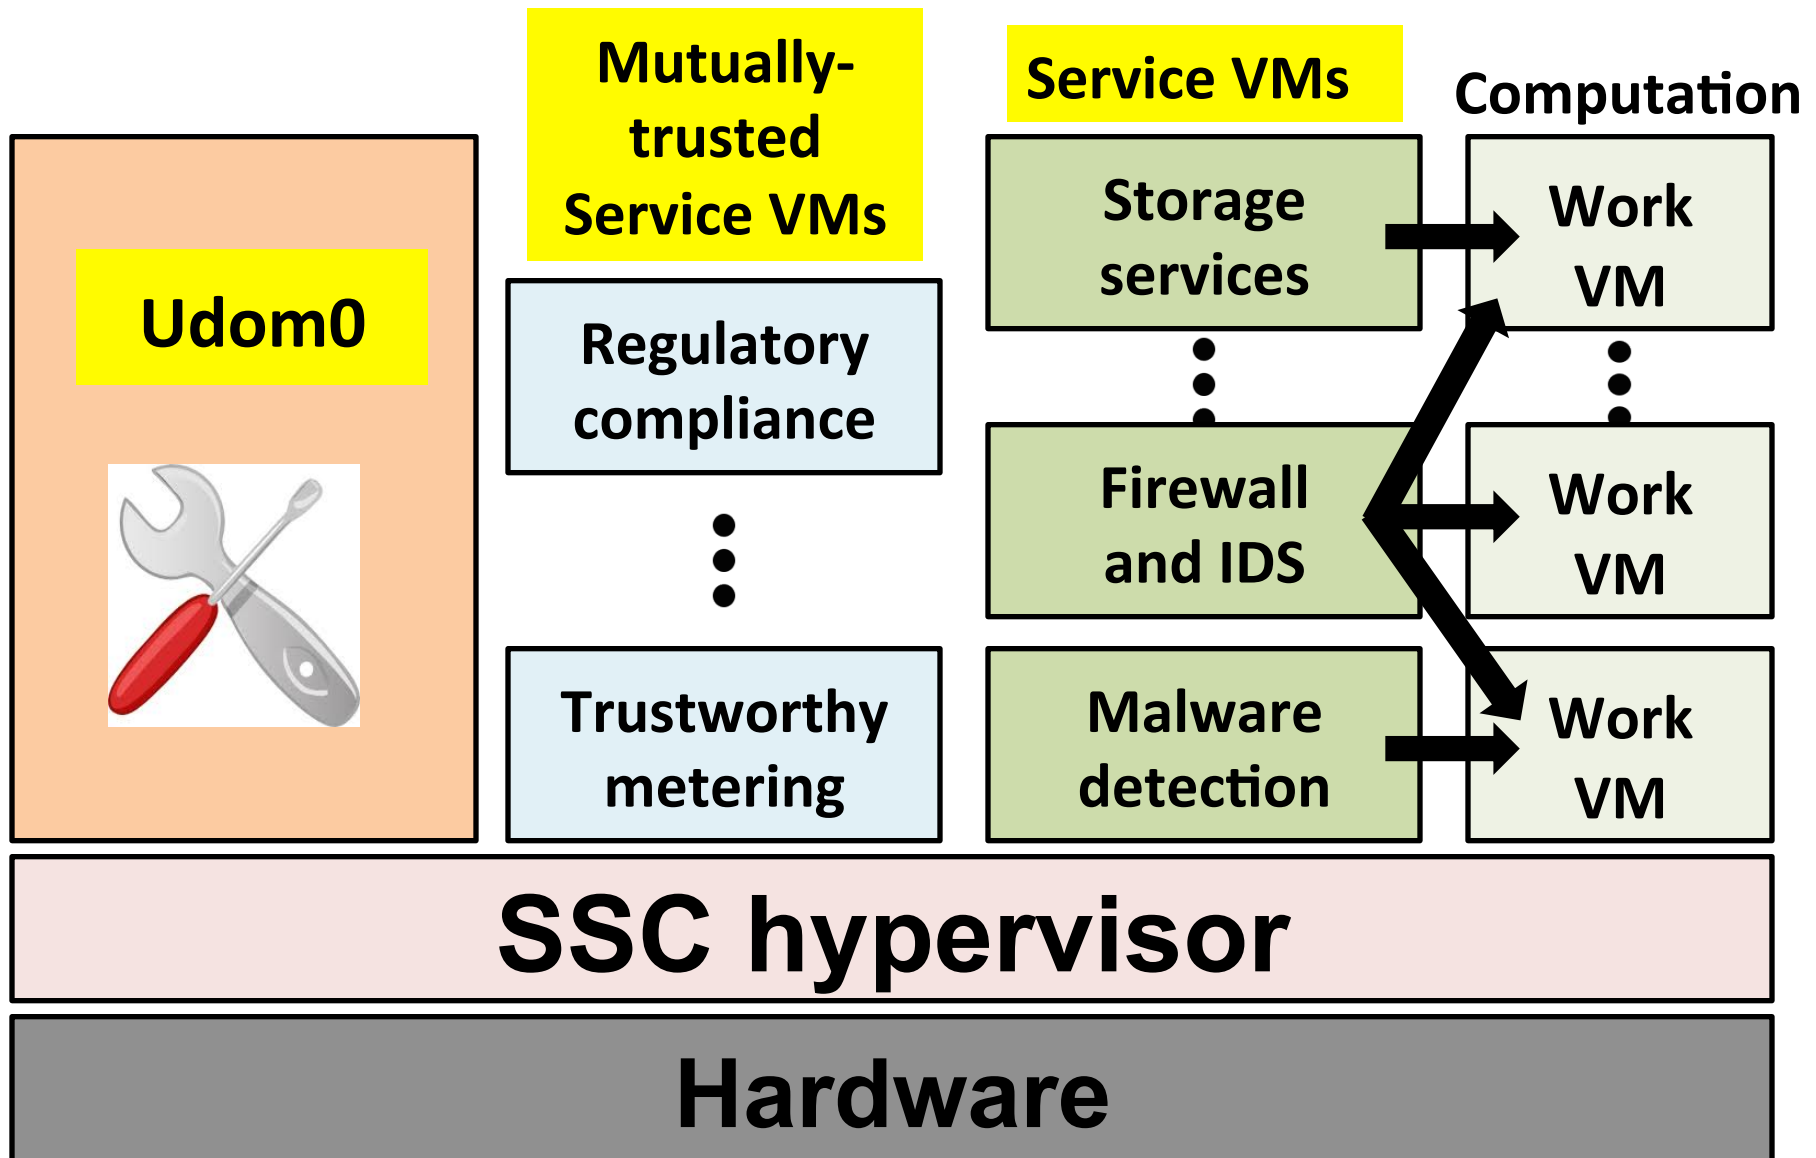 Udom0
Mutually-
trusted
Service VMs
Regulatory
compliance
Trustworthy
metering
Service VMs
Storage
services
Firewall
and IDS
Malware
detection
Computation
Work
VM
Work
VM
Work
VM
SSC hypervisor
Hardware